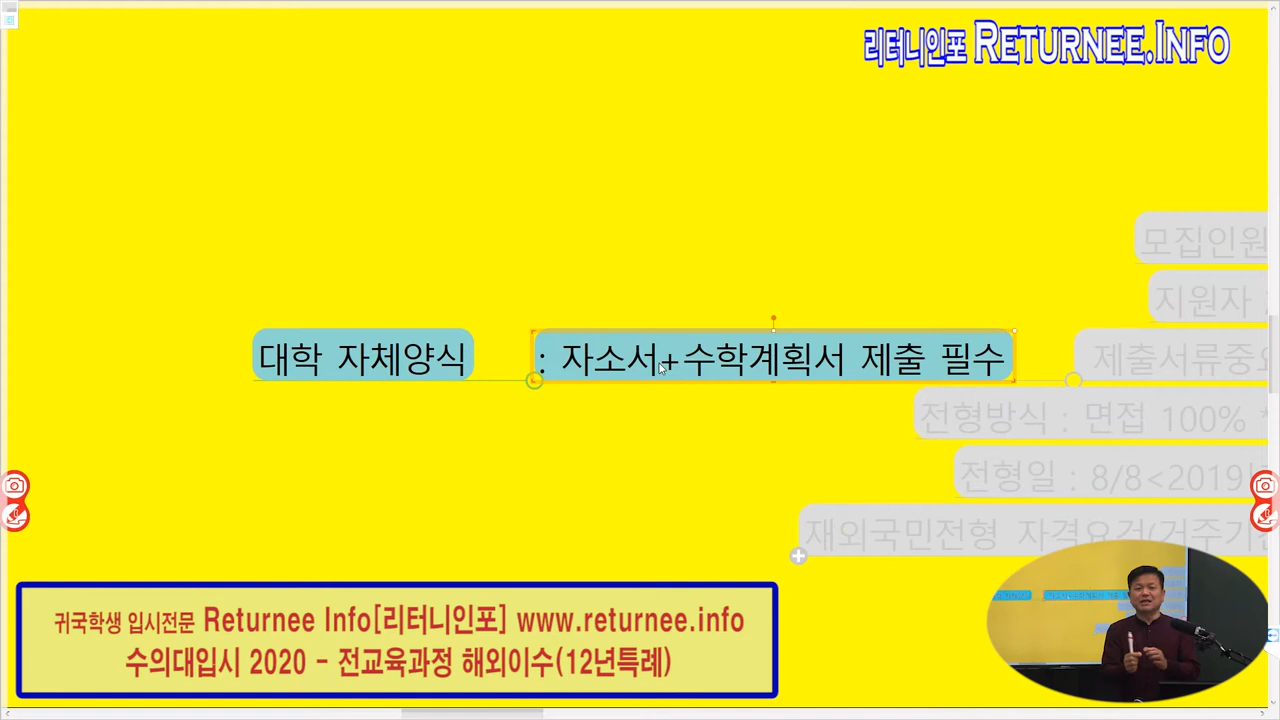 리터니인포 RETURNEE.INFO
모집인원
지원자
대학 자체양식 : 자소서+수학계획서 제출 필수
제출서류중요
전형방식 : 면접 100% *
전형일 : 8/8<2019
재외국민전형 자격요건(거주기간
귀국학생 입시전문 Returnee Info[리터니인포] www.returnee.info
수의대입시 2020 - 전교육과정 해외이수(12년특례)